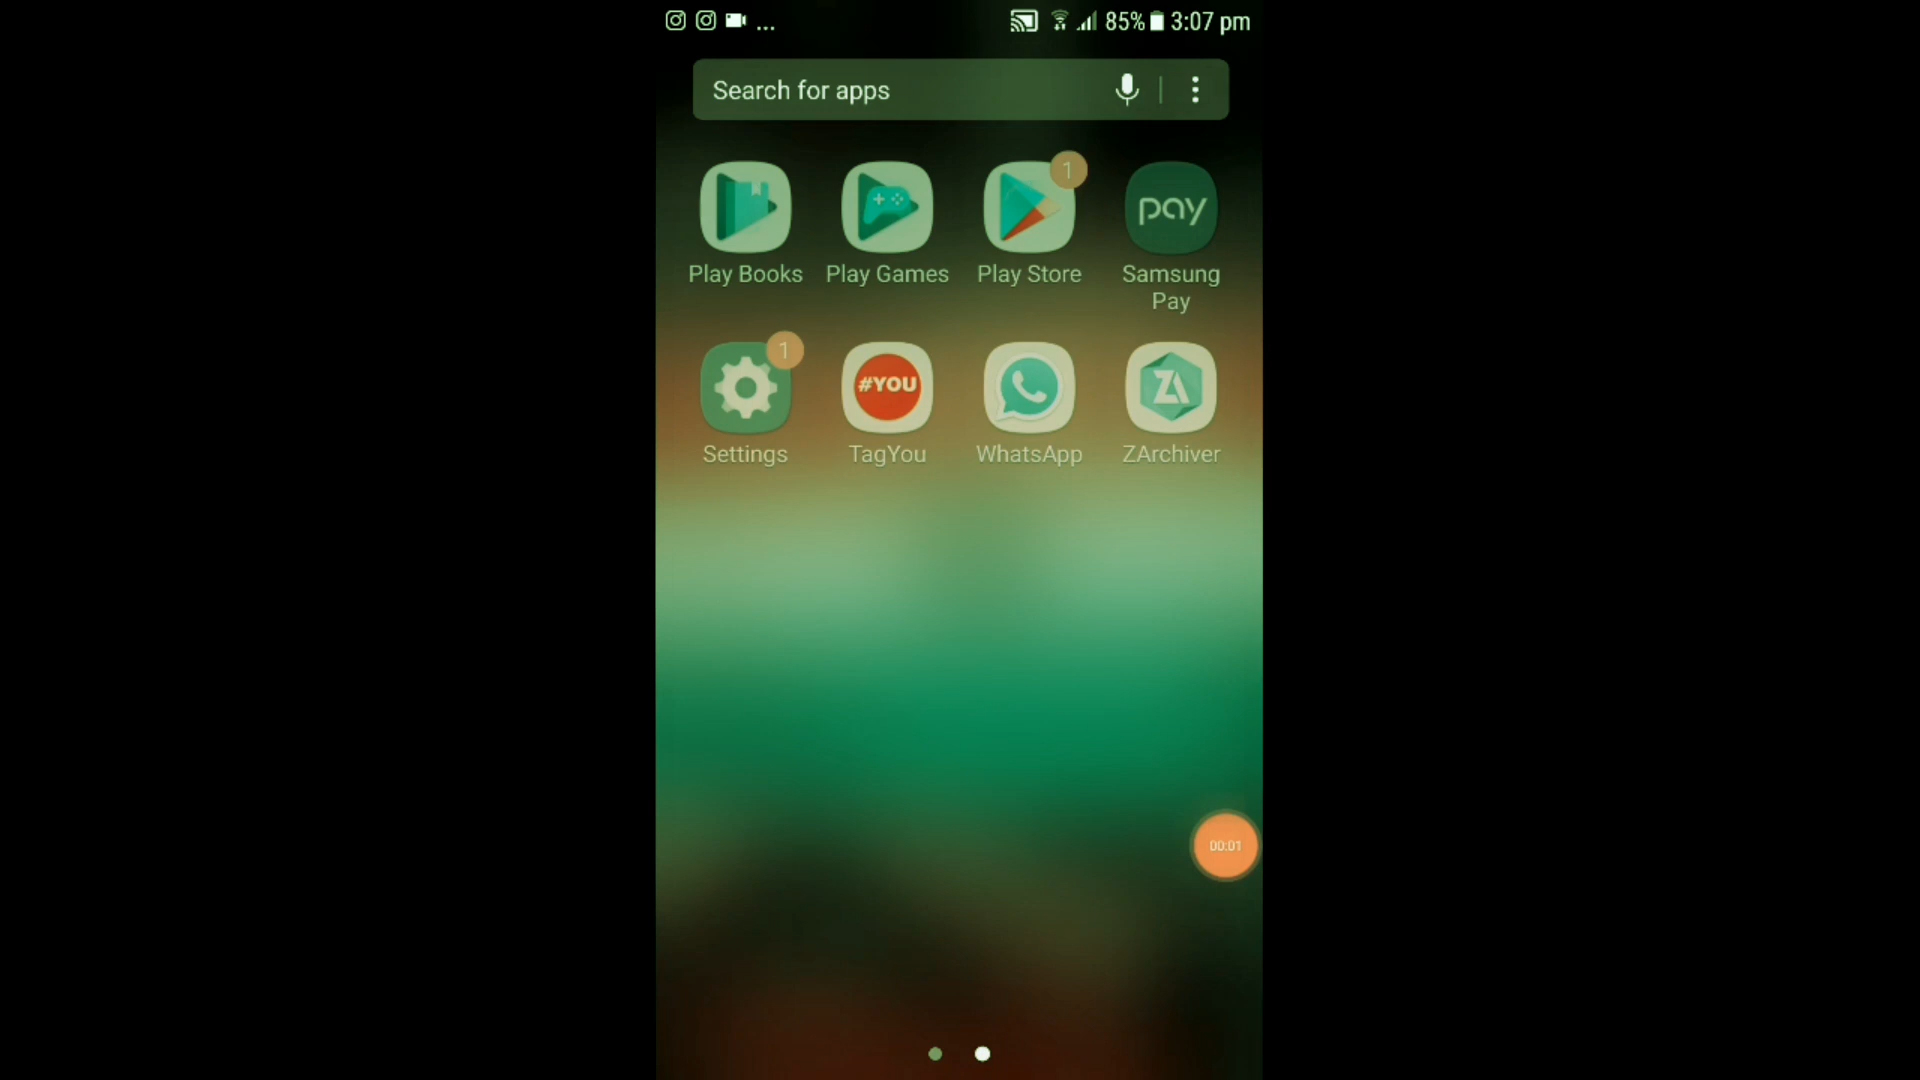 ... 85% 3:07 pm
Search for apps
1
pay
Play Books Play Games Play Store Samsung Pay
1
#YOU
ZA
Settings TagYou WhatsApp ZArchiver
00:01